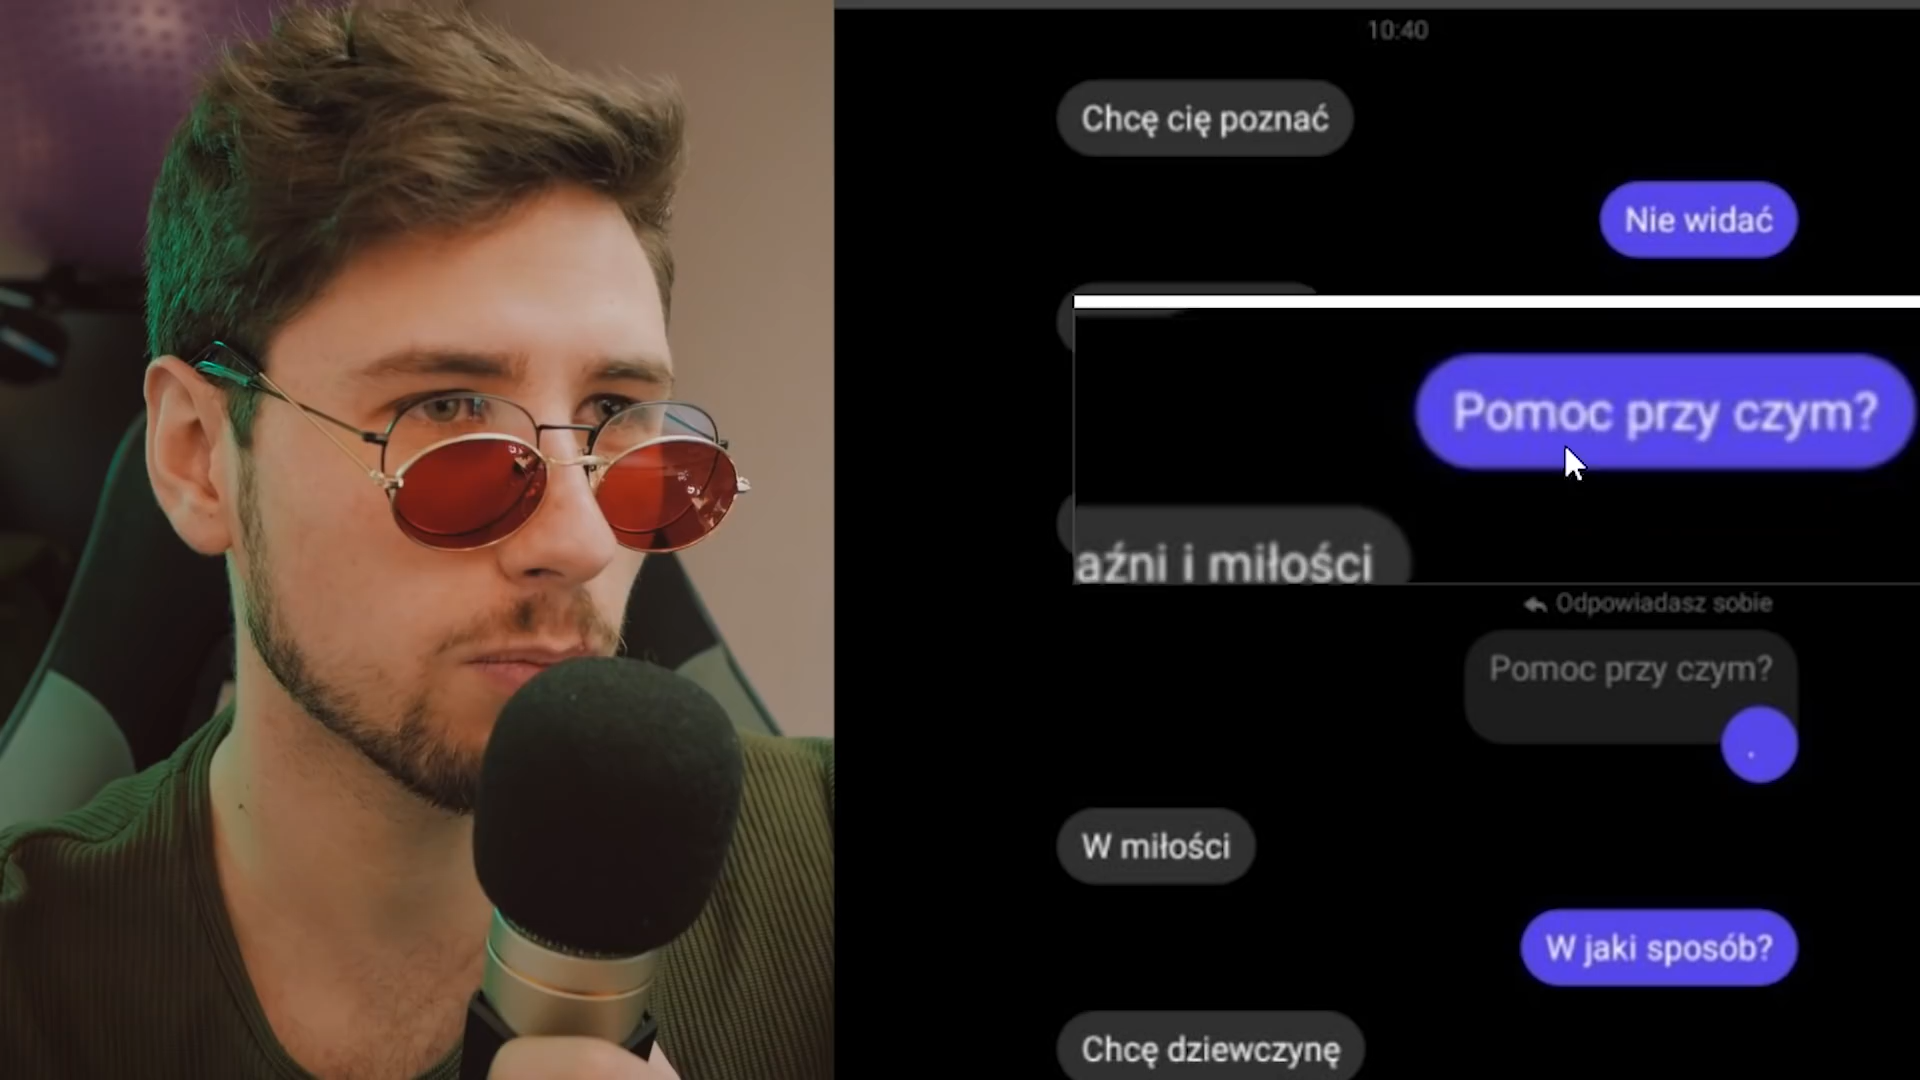 10:40
Chcę cię poznać
Nie widać
Pomoc przy czym?
aźni i miłości
Odpowiadasz sobie
Pomoc przy czym?
.
W miłości
W jaki sposób?
Chcę dziewczynę